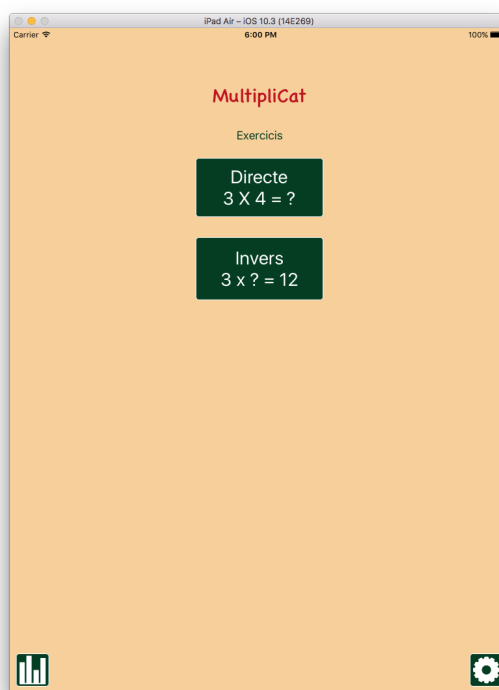 iPad Air – iOS 10.3 (14E269)
Carrier 6:00 PM 100%
MultipliCat
Exercicis
Directe
3 X 4 = ?
Invers
3 x ? = 12